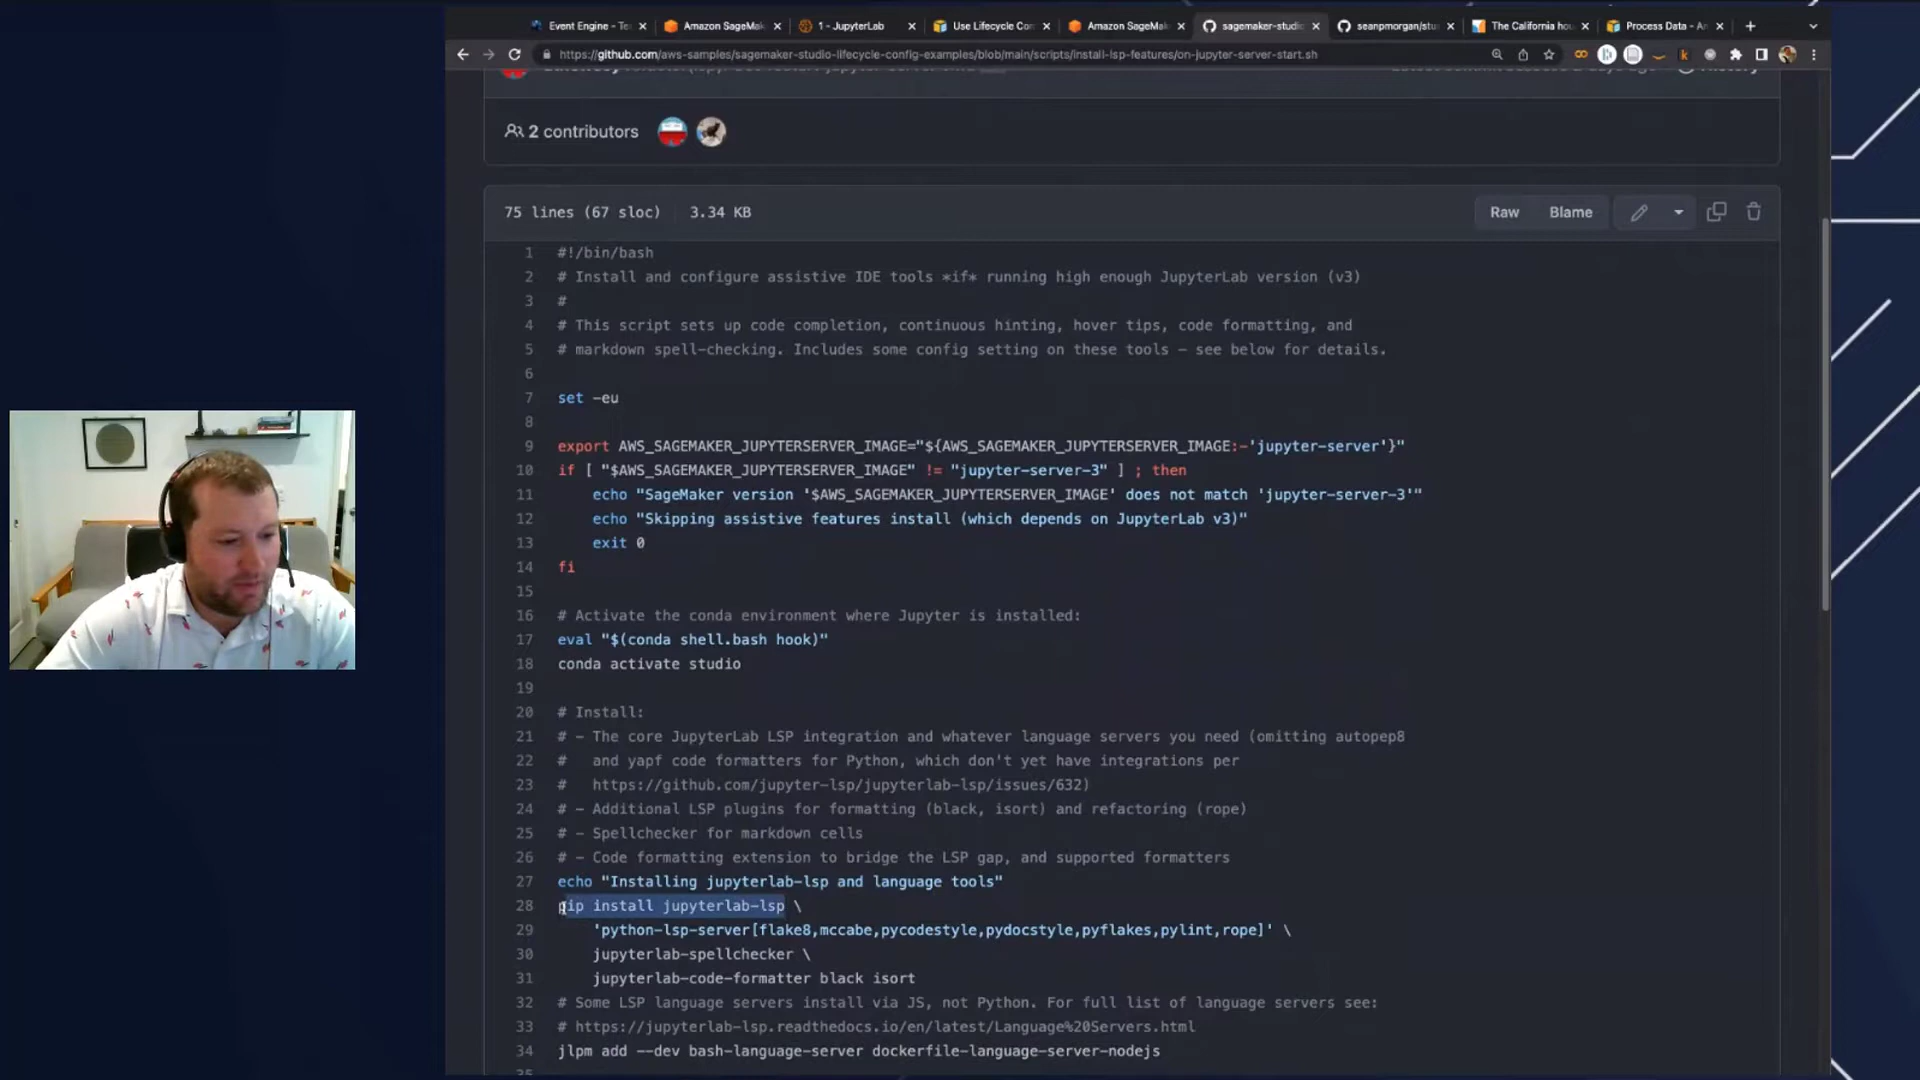 Event Engine - Te
Amazon SageMak
1 - JupyterLab
Use Lifecycle Con
Amazon SageMak
sagemaker-studio
seanpmorgan/stu
The California hou
Process Data - Am
https://github.com/aws-samples/sagemaker-studio-lifecycle-config-examples/blob/main/scripts/install-lsp-features/on-jupyter-server-start.sh
2 contributors
75 lines (67 sloc) 3.34 KB
Raw Blame
1 #!/bin/bash
2 # Install and configure assistive IDE tools *if* running high enough JupyterLab version (v3)
3 #
4 # This script sets up code completion, continuous hinting, hover tips, code formatting, and
5 # markdown spell-checking. Includes some config setting on these tools - see below for details.
6
7 set -eu
8
9 export AWS_SAGEMAKER_JUPYTERSERVER_IMAGE="${AWS_SAGEMAKER_JUPYTERSERVER_IMAGE:-'jupyter-server'}"
10 if [ "$AWS_SAGEMAKER_JUPYTERSERVER_IMAGE" != "jupyter-server-3" ] ; then
11 echo "SageMaker version '$AWS_SAGEMAKER_JUPYTERSERVER_IMAGE' does not match 'jupyter-server-3'"
12 echo "Skipping assistive features install (which depends on JupyterLab v3)"
13 exit 0
14 fi
15
16 # Activate the conda environment where Jupyter is installed:
17 eval "$(conda shell.bash hook)"
18 conda activate studio
19
20 # Install:
21 # - The core JupyterLab LSP integration and whatever language servers you need (omitting autopep8
22 # and yapf code formatters for Python, which don't yet have integrations per
23 # https://github.com/jupyter-lsp/jupyterlab-lsp/issues/632)
24 # - Additional LSP plugins for formatting (black, isort) and refactoring (rope)
25 # - Spellchecker for markdown cells
26 # - Code formatting extension to bridge the LSP gap, and supported formatters
27 echo "Installing jupyterlab-lsp and language tools"
28 pip install jupyterlab-lsp \
29 'python-lsp-server[flake8,mccabe,pycodestyle,pydocstyle,pyflakes,pylint,rope]' \
30 jupyterlab-spellchecker \
31 jupyterlab-code-formatter black isort
32 # Some LSP language servers install via JS, not Python. For full list of language servers see:
33 # https://jupyterlab-lsp.readthedocs.io/en/latest/Language%20Servers.html
34 jlpm add --dev bash-language-server dockerfile-language-server-nodejs